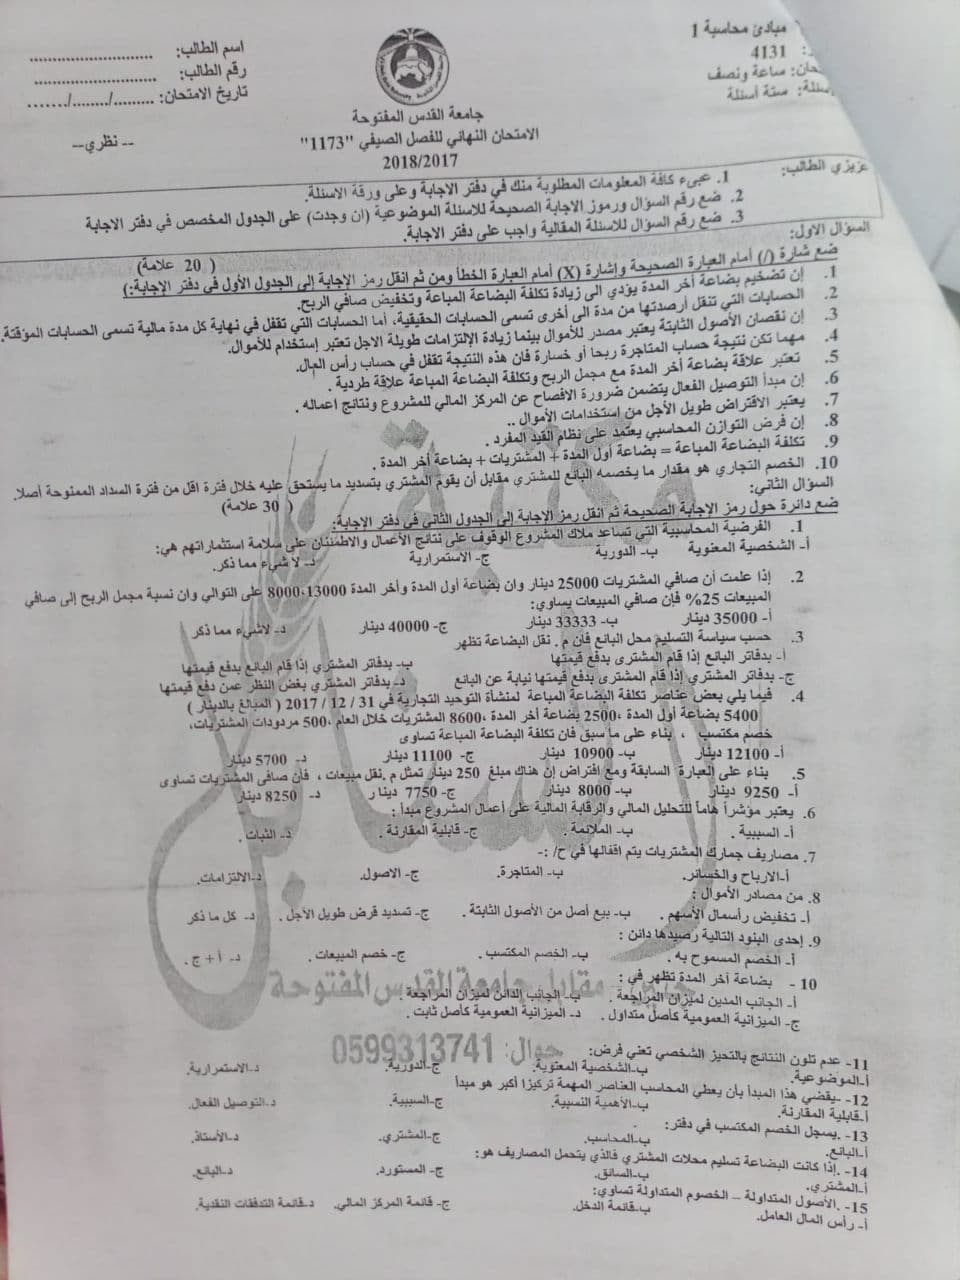 مبادئ محاسبة 1
4131
ساعة ونصف
ستة أسئلة
جامعة القدس المفتوحة
الامتحان النهائي للفصل الصيفي "1173"
2018/2017
اسم الطالب: ............................
رقم الطالب: ............................
تاريخ الامتحان: ........./......../.......
-- نظري--
عزيزي الطالب:
1. عبىء كافة المعلومات المطلوبة منك في دفتر الاجابة وعلى ورقة الاسئلة.
2. ضع رقم السؤال ورموز الاجابة الصحيحة للاسئلة الموضوعية (ان وجدت) على الجدول المخصص في دفتر الاجابة
3. ضع رقم السؤال للاسئلة المقالية واجب على دفتر الاجابة.
السؤال الاول: ( 20 علامة)
ضع شارة (/) أمام العبارة الصحيحة وإشارة (X) أمام العبارة الخطأ ومن ثم انقل رمز الإجابة إلى الجدول الأول في دفتر الإجابة:)
1. إن تضخيم بضاعة أخر المدة يؤدي الى زيادة تكلفة البضاعة المباعة وتخفيض صافي الربح.
2. الحسابات التي تنقل أرصدتها من مدة الى أخرى تسمى الحسابات الحقيقية، أما الحسابات التي تقفل في نهاية كل مدة مالية تسمى الحسابات المؤقتة.
3. إن نقصان الأصول الثابتة يعتبر مصدر للأموال بينما زيادة الإلتزامات طويلة الاجل تعتبر إستخدام للأموال.
4. مهما تكن نتيجة حساب المتاجرة ربحا أو خسارة فان هذه النتيجة تقفل في حساب رأس المال.
5. تعتبر علاقة بضاعة أخر المدة مع مجمل الربح وتكلفة البضاعة المباعة علاقة طردية .
6. إن مبدأ التوصيل الفعال يتضمن ضرورة الافصاح عن المركز المالي للمشروع ونتائج اعماله .
7. يعتبر الاقتراض طويل الأجل من إستخدامات الأموال ..
8. إن فرض التوازن المحاسبي يعتمد على نظام القيد المفرد .
9. تكلفة البضاعة المباعة = بضاعة أول المدة + المشتريات + بضاعة أخر المدة .
10. الخصم التجاري هو مقدار ما يخصمه البائع للمشتري مقابل أن يقوم المشتري بتسديد ما يستحق عليه خلال فترة اقل من فترة السداد الممنوحة أصلا.
السؤال الثاني: ( 30 علامة)
ضع دائرة حول رمز الإجابة الصحيحة ثم انقل رمز الإجابة إلى الجدول الثاني في دفتر الإجابة:
1. الفرضية المحاسبية التي تساعد ملاك المشروع الوقوف على نتائج الأعمال والاطمئنان على سلامة استثماراتهم هي:
أ- الشخصية المعنوية ب- الدورية ج- الاستمرارية د- لا شيء مما ذكر.
2. إذا علمت أن صافي المشتريات 25000 دينار وان بضاعة أول المدة وأخر المدة 13000،8000 على التوالي وان نسبة مجمل الربح إلى صافي
المبيعات 25% فإن صافي المبيعات يساوي:
أ- 35000 دينار ب- 33333 دينار ج- 40000 دينار د- لاشيء مما ذكر
3. حسب سياسة التسليم محل البائع فأن م . نقل البضاعة تظهر
أ- بدفاتر البائع إذا قام المشترى بدفع قيمتها ب- بدفاتر المشتري إذا قام البائع بدفع قيمتها
ج- بدفاتر المشتري إذا قام المشترى بدفع قيمتها نيابة عن البائع د- بدفاتر المشتري بغض النظر عمن دفع قيمتها
4. فيما يلي بعض عناصر تكلفة البضاعة المباعة لمنشأة التوحيد التجارية في 31 / 12 / 2017 ( المبالغ بالدينار )
5400 بضاعة أول المدة ،2500 بضاعة أخر المدة ،8600 المشتريات خلال العام ،500 مردودات المشتريات،
خصم مكتسب ، بناء على ما سبق فان تكلفة البضاعة المباعة تساوى
أ- 12100 دينار ب- 10900 دينار ج- 11100 دينار د- 5700 دينار
5. بناء على العبارة السابقة ومع افتراض إن هناك مبلغ 250 دينار تمثل م .نقل مبيعات ، فأن صافي المشتريات تساوى
أ- 9250 دينار ب- 8000 دينار ج- 7750 دينار د- 8250 دينار
6. يعتبر مؤشراً هاماً للتحليل المالي والرقابة المالية على أعمال المشروع مبدأ :
أ- السببية . ب- الملائمة . ج- قابلية المقارنة . د- الثبات .
7. مصاريف جمارك المشتريات يتم اقفالها في ح/ :-
أ-الارباح والخسائر. ب- المتاجرة. ج- الاصول. د-الالتزامات.
8. من مصادر الأموال :
أ- تخفيض رأسمال الأسهم . ب- بيع أصل من الأصول الثابتة . ج- تسديد قرض طويل الأجل . د- كل ما ذكر
9. إحدى البنود التالية رصيدها دائن :
أ- الخصم المسموح به . ب- الخصم المكتسب . ج- خصم المبيعات . د- أ + ج .
10 - بضاعة أخر المدة تظهر في :
أ- الجانب المدين لميزان المراجعة . ب- الجانب الدائن لميزان المراجعة .
ج- الميزانية العمومية كأصل متداول . د- الميزانية العمومية كأصل ثابت .
11- عدم تلون النتائج بالتحيز الشخصي تعني فرض:
أ-الموضوعية. ب-الشخصية المعنوية. ج-الدورية. د-الاستمرارية.
12- -يقضي هذا المبدأ بأن يعطي المحاسب العناصر المهمة تركيزا أكبر هو مبدأ
أ-قابلية المقارنة. ب-الأهمية النسبية. ج-السببية. د-التوصيل الفعال.
13- .يسجل الخصم المكتسب في دفتر:
أ-البائع. ب-المحاسب. ج-المشتري. د-الأستاذ.
14- .إذا كانت البضاعة تسليم محلات المشتري فالذي يتحمل المصاريف هو:
أ-المشتري. ب-السائق. ج- المستورد. د-البائع.
15- .الأصول المتداولة – الخصوم المتداولة تساوي:
أ- رأس المال العامل. ب-قائمة الدخل. ج- قائمة المركز المالي. د-قائمة التدفقات النقدية.
مكتبة
السنابل
جنين - مقابل جامعة القدس المفتوحة
جوال: 0599313741